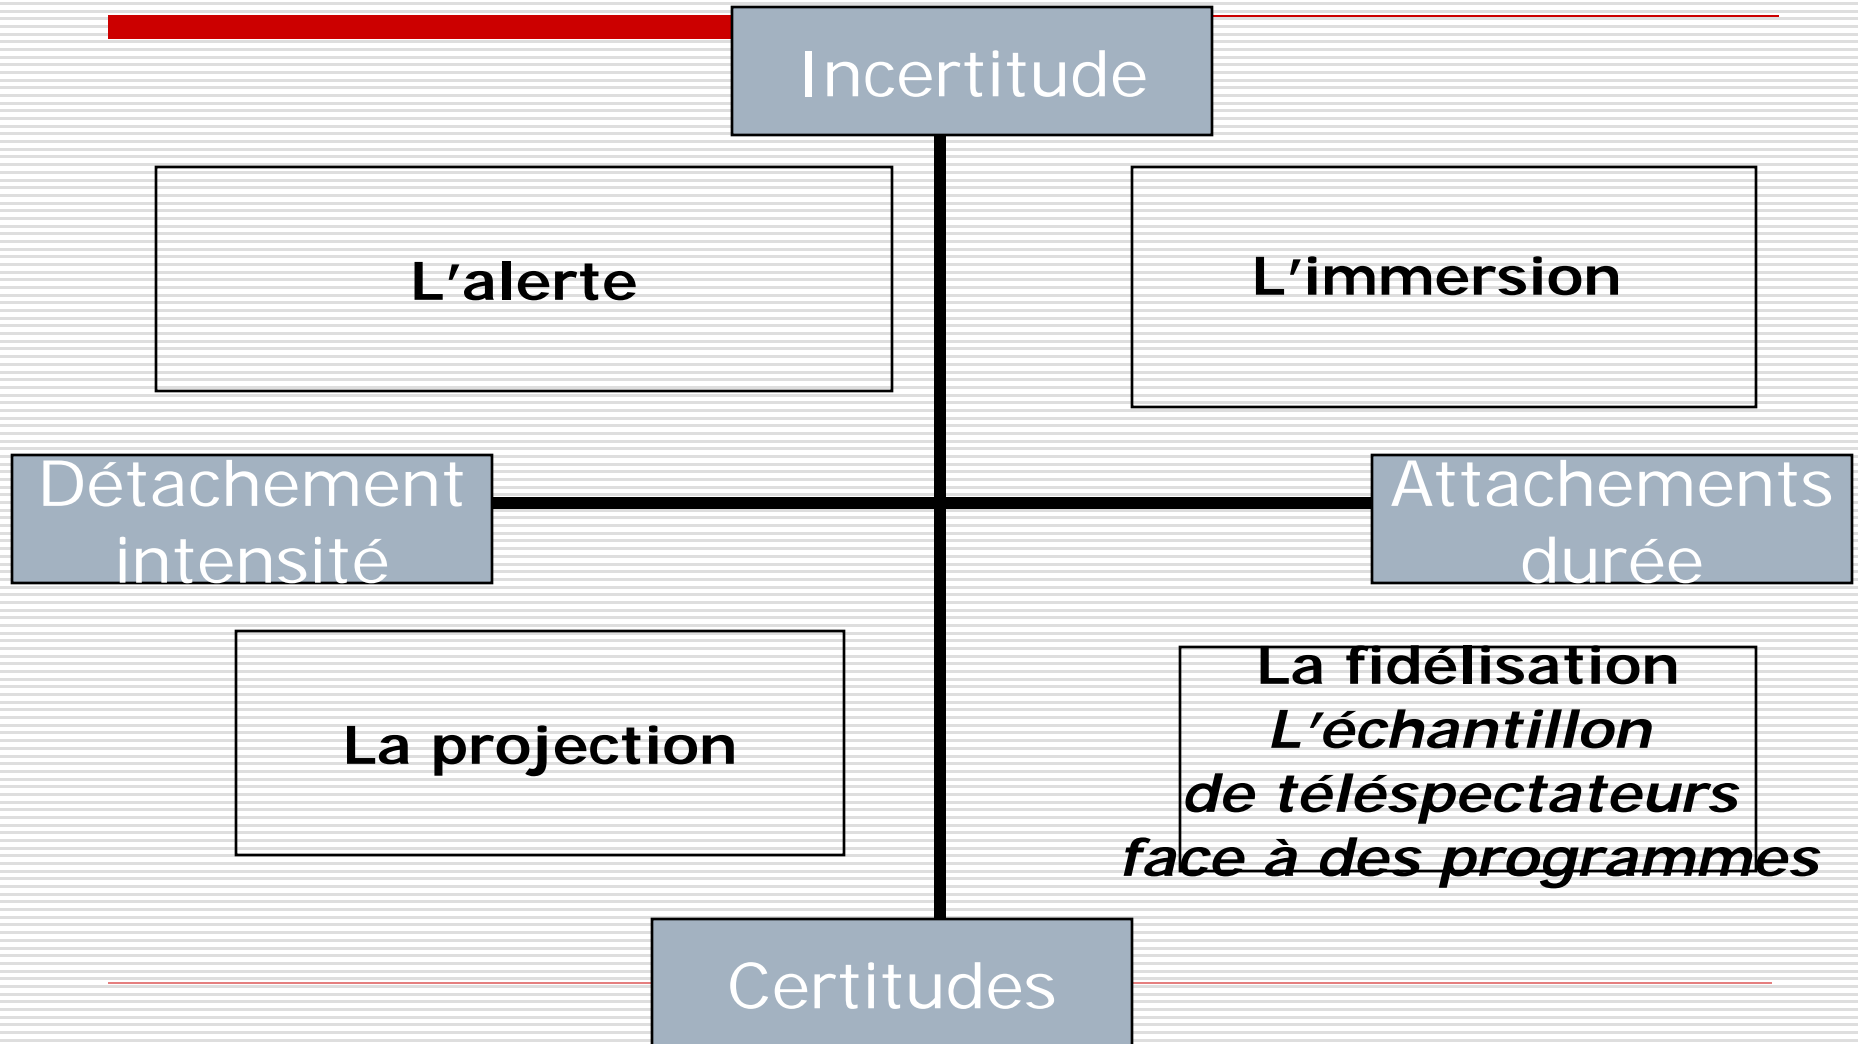 Incertitude
L'alerte
L'immersion
Détachement
intensité
Attachements
durée
La projection
La fidélisation
L'échantillon
de téléspectateurs
face à des programmes
Certitudes